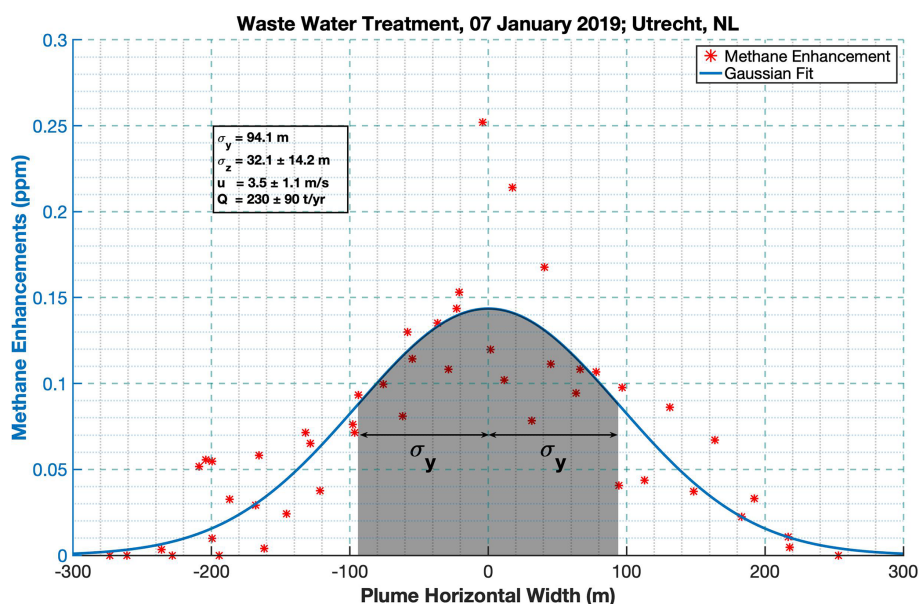 Waste Water Treatment, 07 January 2019; Utrecht, NL
0.3
Methane Enhancement
Gaussian Fit
0.25
σy = 94.1 m
σz = 32.1 ± 14.2 m
u = 3.5 ± 1.1 m/s
Q = 230 ± 90 t/yr
0.2
Methane Enhancements (ppm)
0.15
0.1
0.05
σy σy
0
-300 -200 -100 0 100 200 300
Plume Horizontal Width (m)